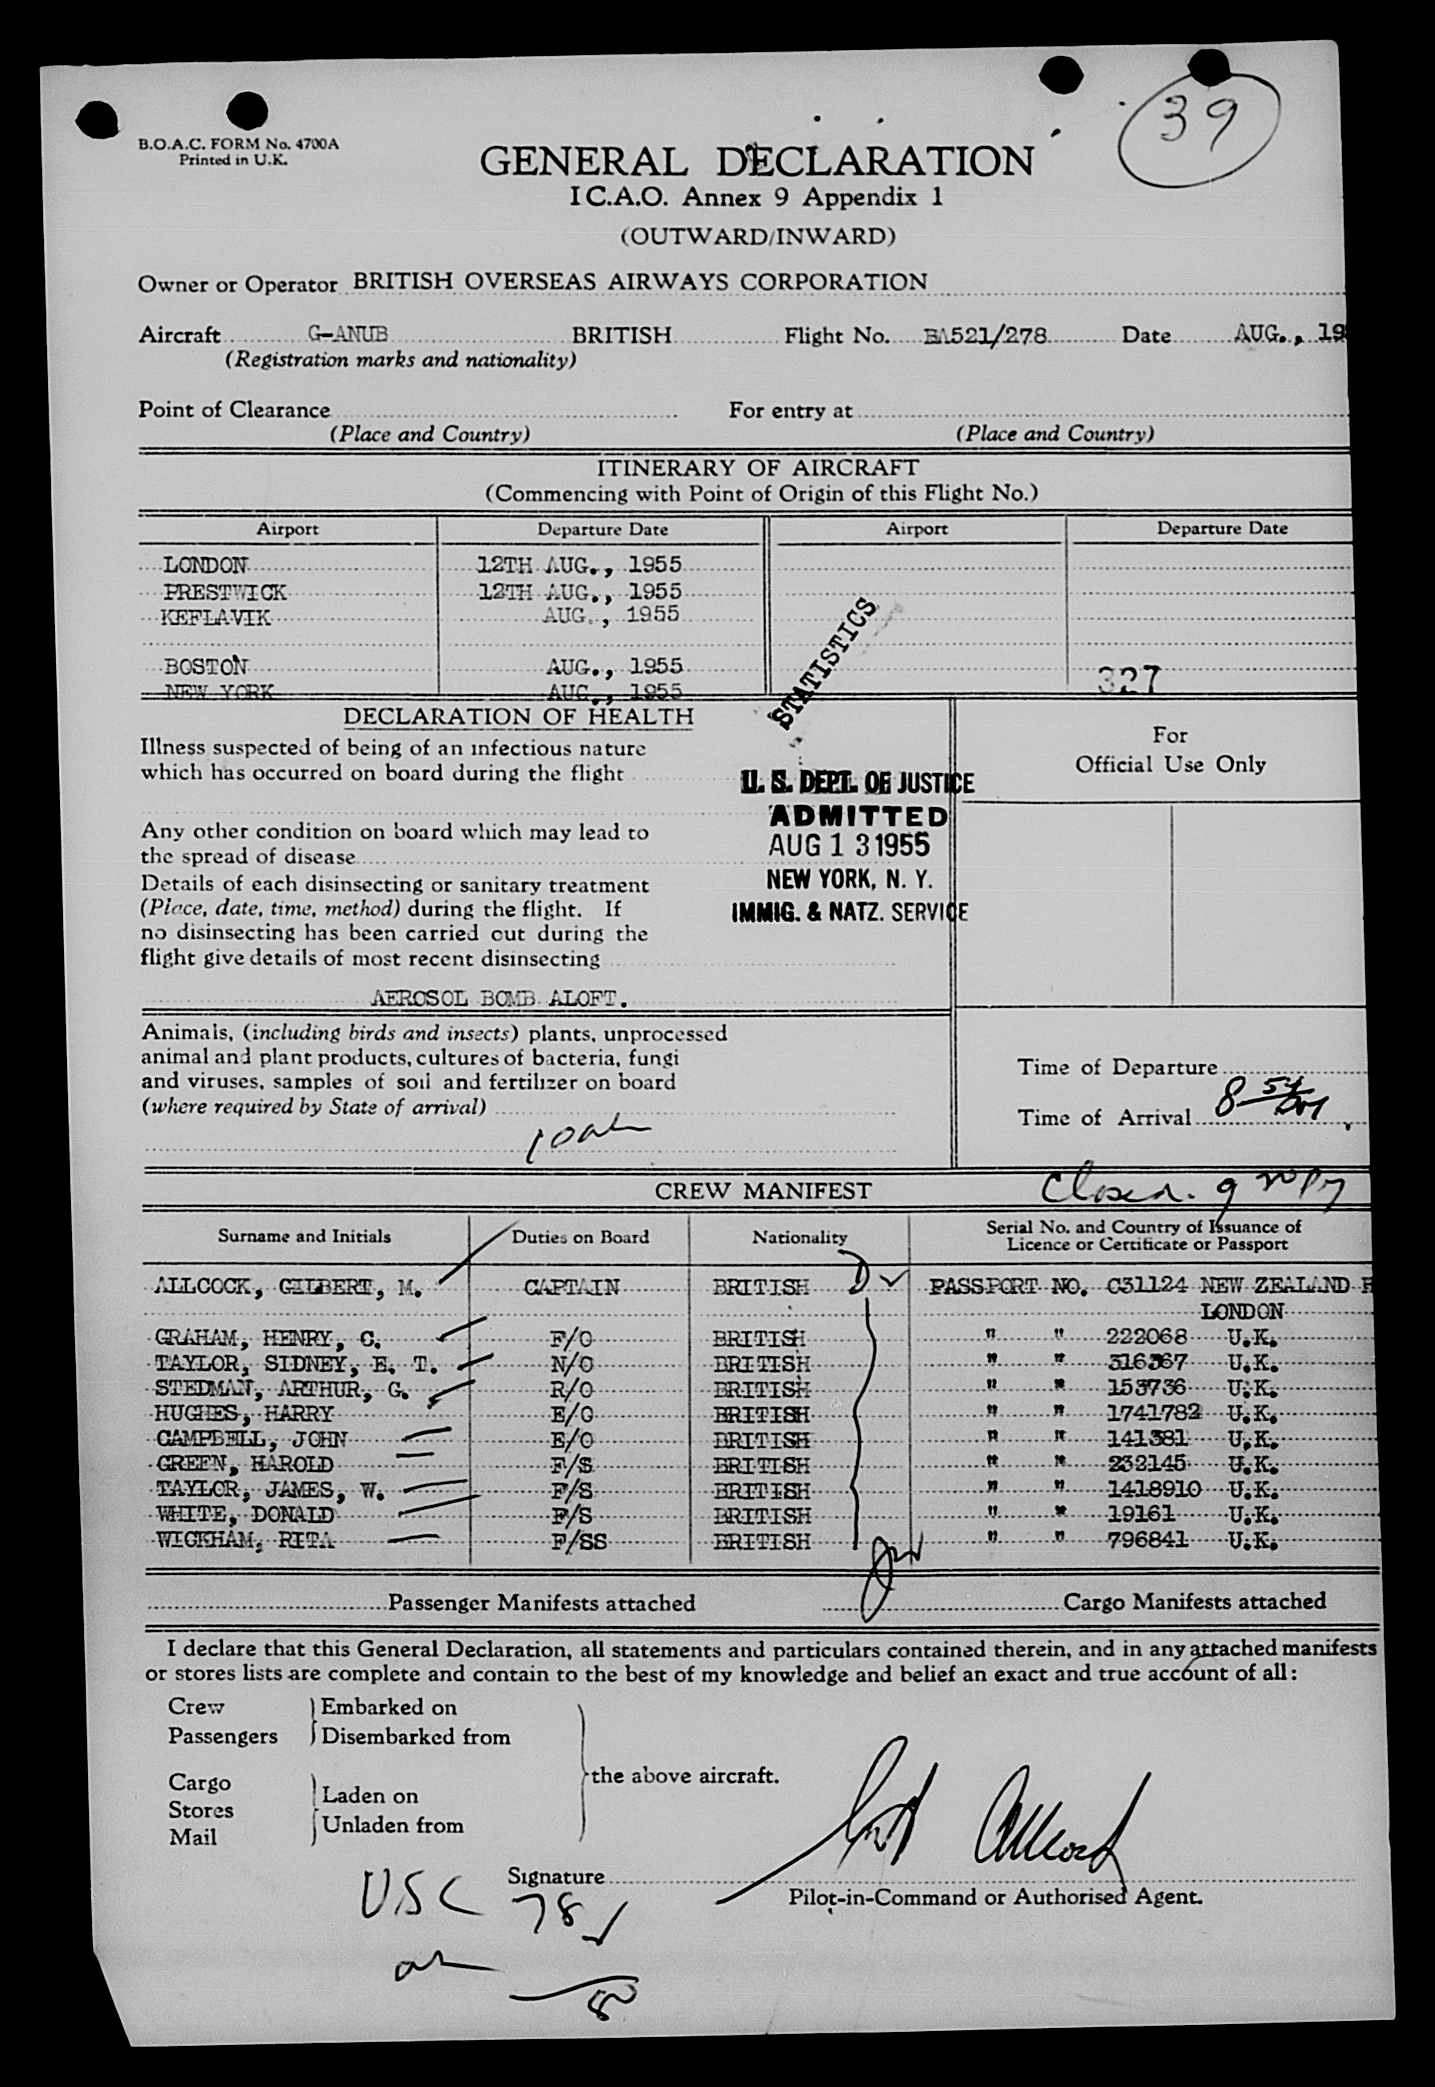 39
B.O.A.C. FORM No. 4700A
Printed in U.K.
GENERAL DECLARATION
I C.A.O. Annex 9 Appendix 1
(OUTWARD/INWARD)
Owner or Operator BRITISH OVERSEAS AIRWAYS CORPORATION
Aircraft G-ANUB BRITISH Flight No. BA521/278 Date AUG., 19
(Registration marks and nationality)
Point of Clearance For entry at
(Place and Country) (Place and Country)
ITINERARY OF AIRCRAFT
(Commencing with Point of Origin of this Flight No.)
Airport Departure Date Airport Departure Date
LONDON 12TH AUG., 1955
PRESTWICK 12TH AUG., 1955
KEFLAVIK AUG., 1955
STATISTICS
BOSTON AUG., 1955
327
NEW YORK AUG., 1955
DECLARATION OF HEALTH
Illness suspected of being of an infectious nature
which has occurred on board during the flight
For
Official Use Only
U. S. DEPT. OF JUSTICE
ADMITTED
AUG 13 1955
NEW YORK, N. Y.
IMMIG. & NATZ. SERVICE
Any other condition on board which may lead to
the spread of disease
Details of each disinsecting or sanitary treatment
(Place, date, time, method) during the flight. If
no disinsecting has been carried out during the
flight give details of most recent disinsecting
AEROSOL BOMB ALOFT.
Animals, (including birds and insects) plants, unprocessed
animal and plant products, cultures of bacteria, fungi
and viruses, samples of soil and fertilizer on board
(where required by State of arrival)
Time of Departure
Time of Arrival 8 54
CREW MANIFEST
Closed. 9
Surname and Initials Duties on Board Nationality Serial No. and Country of Issuance of
Licence or Certificate or Passport
ALLCOCK, GILBERT, M. CAPTAIN BRITISH D PASSPORT NO. C31124 NEW ZEALAND H
LONDON
GRAHAM, HENRY, C. F/O BRITISH " " 222068 U.K.
TAYLOR, SIDNEY, E. T. N/O BRITISH " " 316367 U.K.
STEDMAN, ARTHUR, G. R/O BRITISH " " 153736 U.K.
HUGHES, HARRY E/O BRITISH " " 1741782 U.K.
CAMPBELL, JOHN E/O BRITISH " " 141381 U.K.
GREEN, HAROLD F/S BRITISH " " 232145 U.K.
TAYLOR, JAMES, W. F/S BRITISH " " 1418910 U.K.
WHITE, DONALD F/S BRITISH " " 19161 U.K.
WICKHAM, RITA F/SS BRITISH " " 796841 U.K.
Passenger Manifests attached Cargo Manifests attached
I declare that this General Declaration, all statements and particulars contained therein, and in any attached manifests
or stores lists are complete and contain to the best of my knowledge and belief an exact and true account of all:
Crew Embarked on
Passengers Disembarked from
the above aircraft.
Cargo Laden on
Stores
Unladen from
Mail
Signature Allcock
Pilot-in-Command or Authorised Agent.
USC 78
8